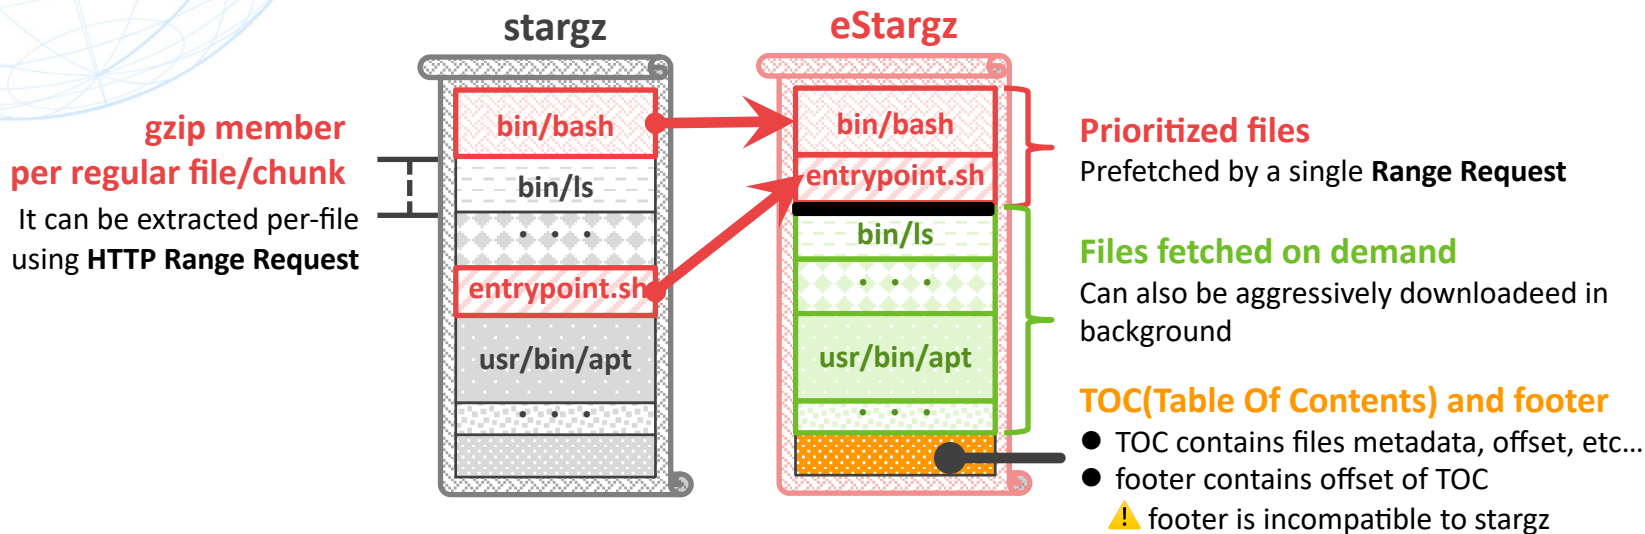 stargz
eStargz
gzip member
per regular file/chunk
It can be extracted per-file
using HTTP Range Request
bin/bash
bin/ls
• • •
entrypoint.sh
usr/bin/apt
• • •
bin/bash
entrypoint.sh
bin/ls
• • •
usr/bin/apt
• • •
Prioritized files
Prefetched by a single Range Request
Files fetched on demand
Can also be aggressively downloadeed in
background
TOC(Table Of Contents) and footer
● TOC contains files metadata, offset, etc…
● footer contains offset of TOC
⚠ footer is incompatible to stargz